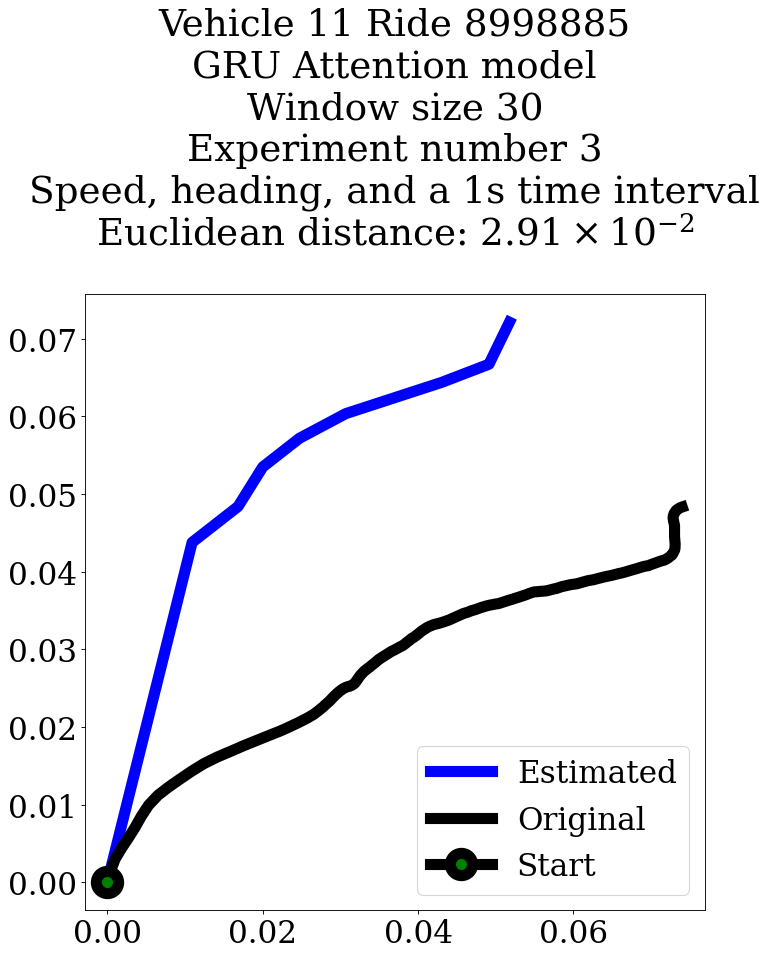 Vehicle 11 Ride 8998885
GRU Attention model
Window size 30
Experiment number 3
Speed, heading, and a 1s time interval
Euclidean distance: 2.91 × 10⁻²
0.07
0.06
0.05
0.04
0.03
0.02
0.01
0.00
Estimated
Original
Start
0.00 0.02 0.04 0.06